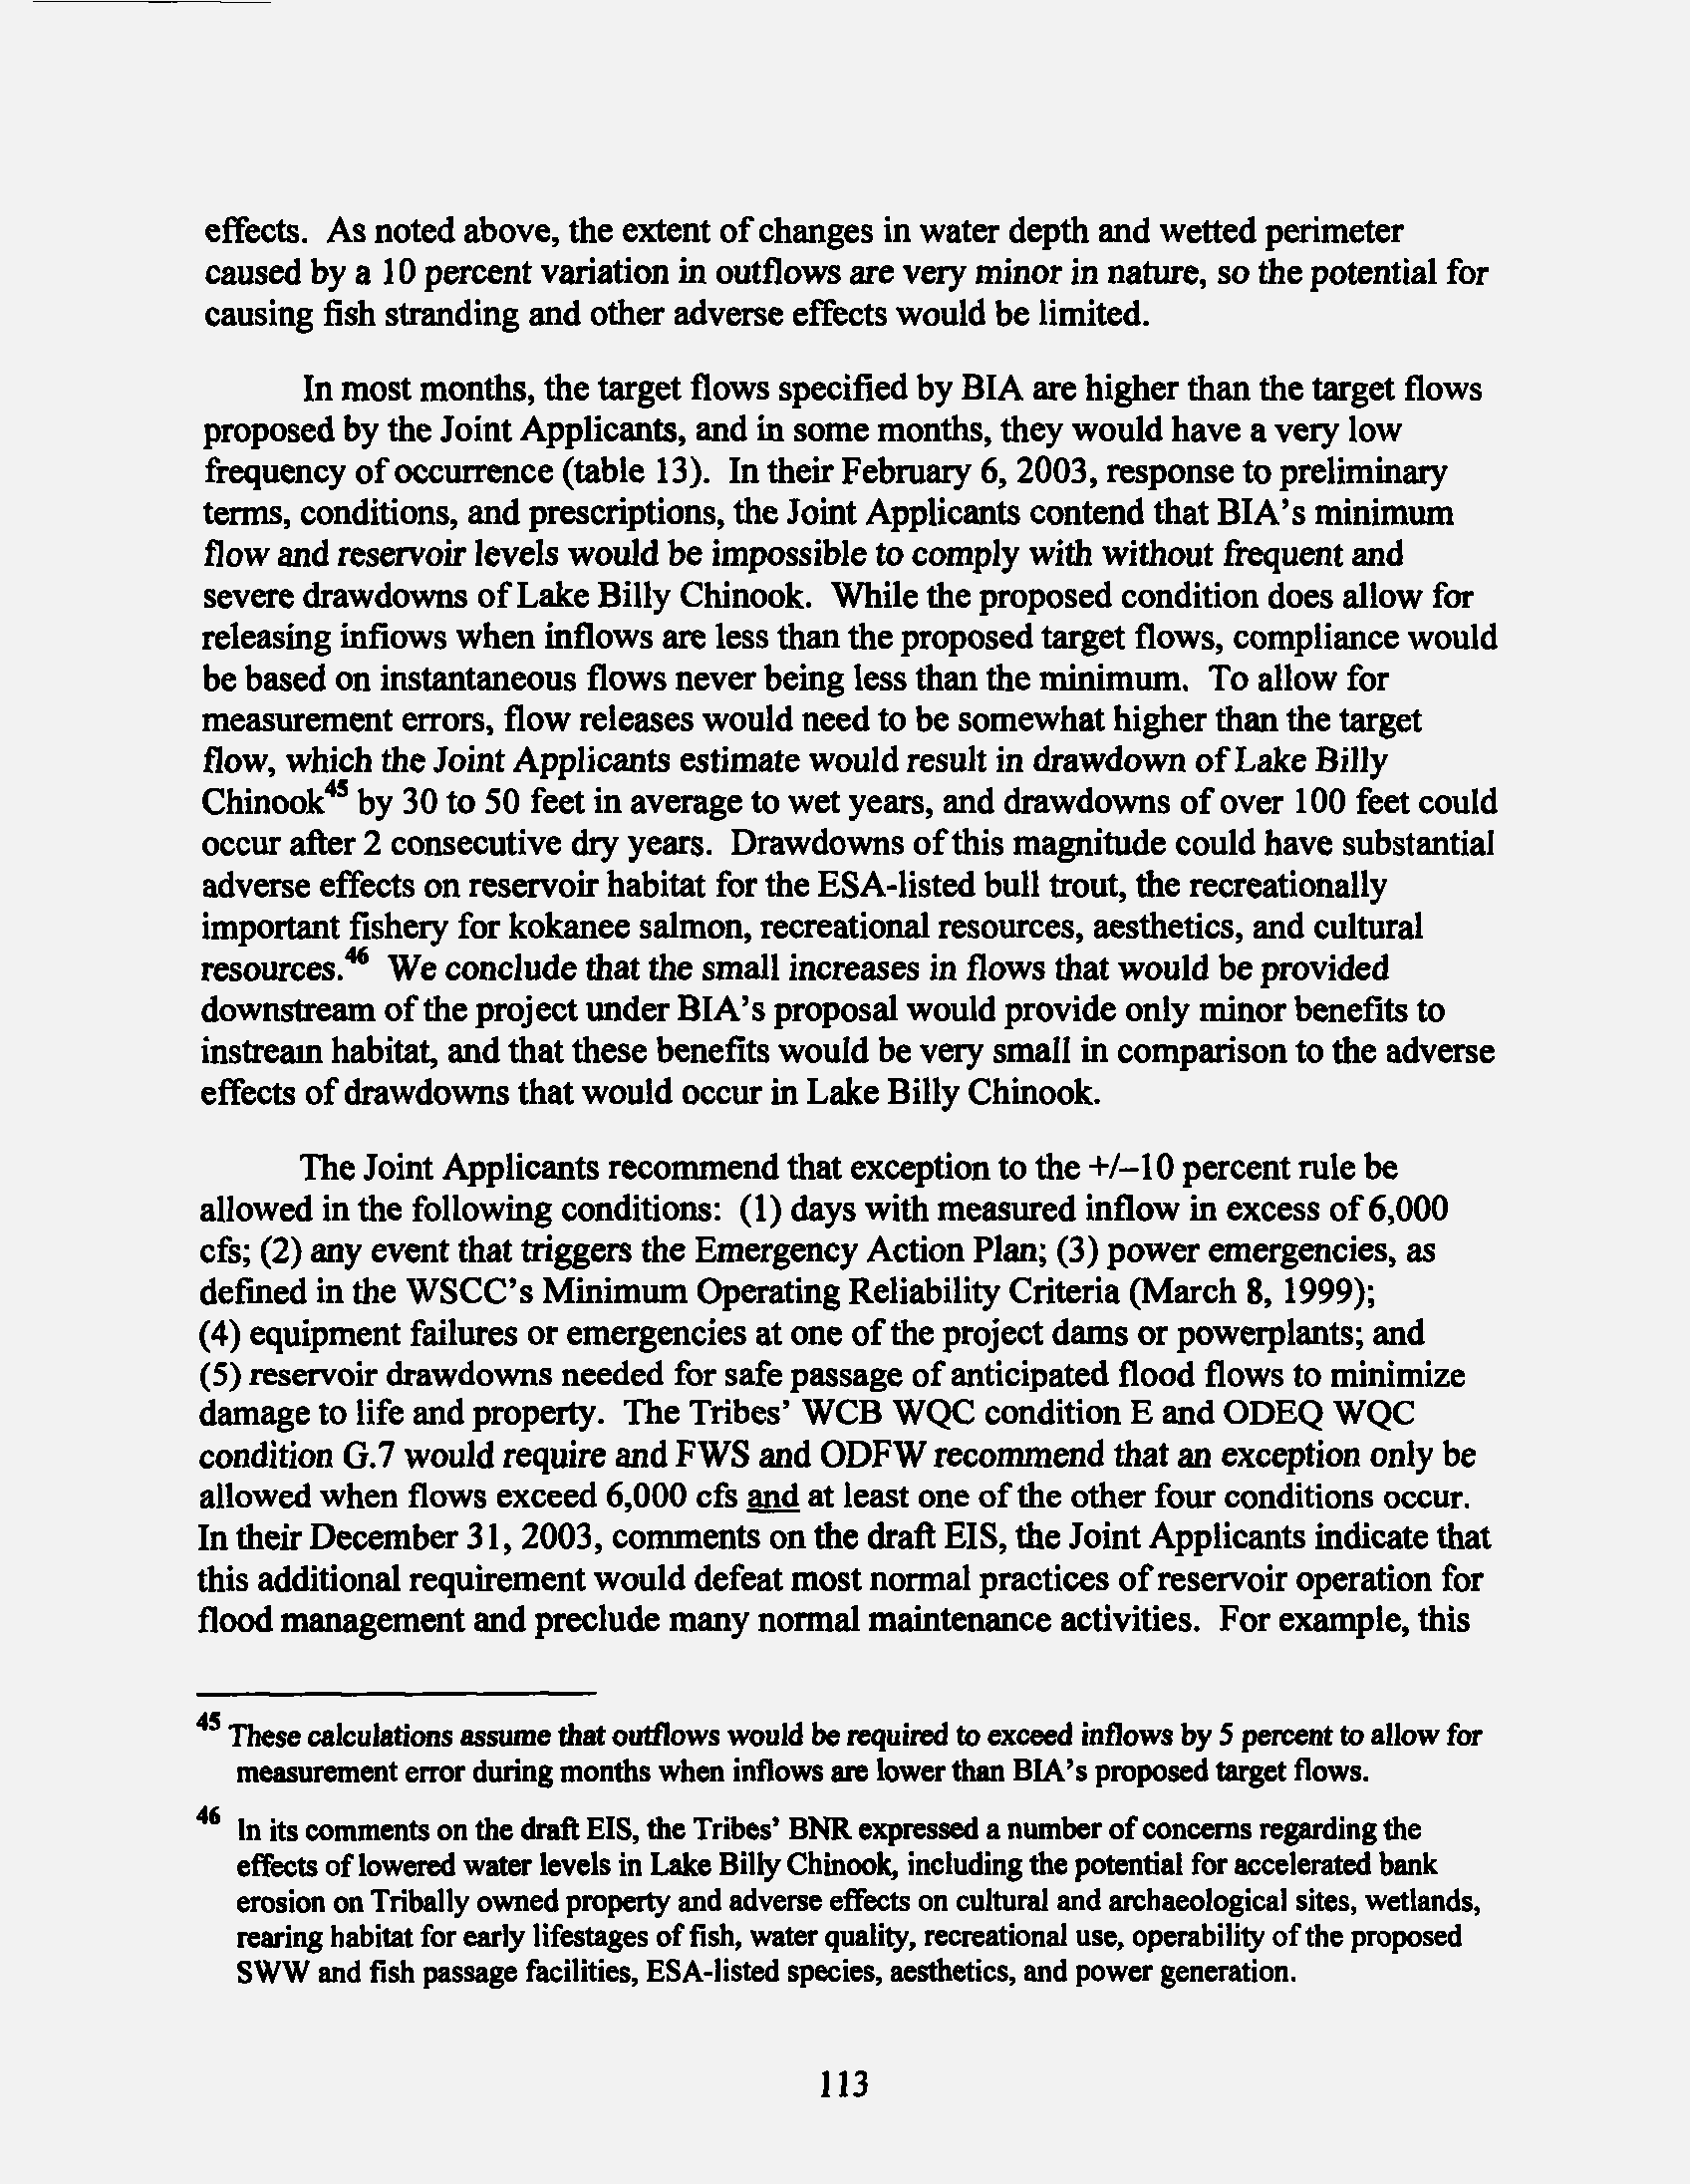 effects. As noted above, the extent of changes in water depth and wetted perimeter
caused by a 10 percent variation in outflows are very minor in nature, so the potential for
causing fish stranding and other adverse effects would be limited.
In most months, the target flows specified by BIA are higher than the target flows
proposed by the Joint Applicants, and in some months, they would have a very low
frequency of occurrence (table 13). In their February 6, 2003, response to preliminary
terms, conditions, and prescriptions, the Joint Applicants contend that BIA's minimum
flow and reservoir levels would be impossible to comply with without frequent and
severe drawdowns of Lake Billy Chinook. While the proposed condition does allow for
releasing inflows when inflows are less than the proposed target flows, compliance would
be based on instantaneous flows never being less than the minimum. To allow for
measurement errors, flow releases would need to be somewhat higher than the target
flow, which the Joint Applicants estimate would result in drawdown of Lake Billy
Chinook45 by 30 to 50 feet in average to wet years, and drawdowns of over 100 feet could
occur after 2 consecutive dry years. Drawdowns of this magnitude could have substantial
adverse effects on reservoir habitat for the ESA-listed bull trout, the recreationally
important fishery for kokanee salmon, recreational resources, aesthetics, and cultural
resources.46 We conclude that the small increases in flows that would be provided
downstream of the project under BIA's proposal would provide only minor benefits to
instream habitat, and that these benefits would be very small in comparison to the adverse
effects of drawdowns that would occur in Lake Billy Chinook.
The Joint Applicants recommend that exception to the +/–10 percent rule be
allowed in the following conditions: (1) days with measured inflow in excess of 6,000
cfs; (2) any event that triggers the Emergency Action Plan; (3) power emergencies, as
defined in the WSCC's Minimum Operating Reliability Criteria (March 8, 1999);
(4) equipment failures or emergencies at one of the project dams or powerplants; and
(5) reservoir drawdowns needed for safe passage of anticipated flood flows to minimize
damage to life and property. The Tribes' WCB WQC condition E and ODEQ WQC
condition G.7 would require and FWS and ODFW recommend that an exception only be
allowed when flows exceed 6,000 cfs and at least one of the other four conditions occur.
In their December 31, 2003, comments on the draft EIS, the Joint Applicants indicate that
this additional requirement would defeat most normal practices of reservoir operation for
flood management and preclude many normal maintenance activities. For example, this
45 These calculations assume that outflows would be required to exceed inflows by 5 percent to allow for
measurement error during months when inflows are lower than BIA's proposed target flows.
46 In its comments on the draft EIS, the Tribes' BNR expressed a number of concerns regarding the
effects of lowered water levels in Lake Billy Chinook, including the potential for accelerated bank
erosion on Tribally owned property and adverse effects on cultural and archaeological sites, wetlands,
rearing habitat for early lifestages of fish, water quality, recreational use, operability of the proposed
SWW and fish passage facilities, ESA-listed species, aesthetics, and power generation.
113